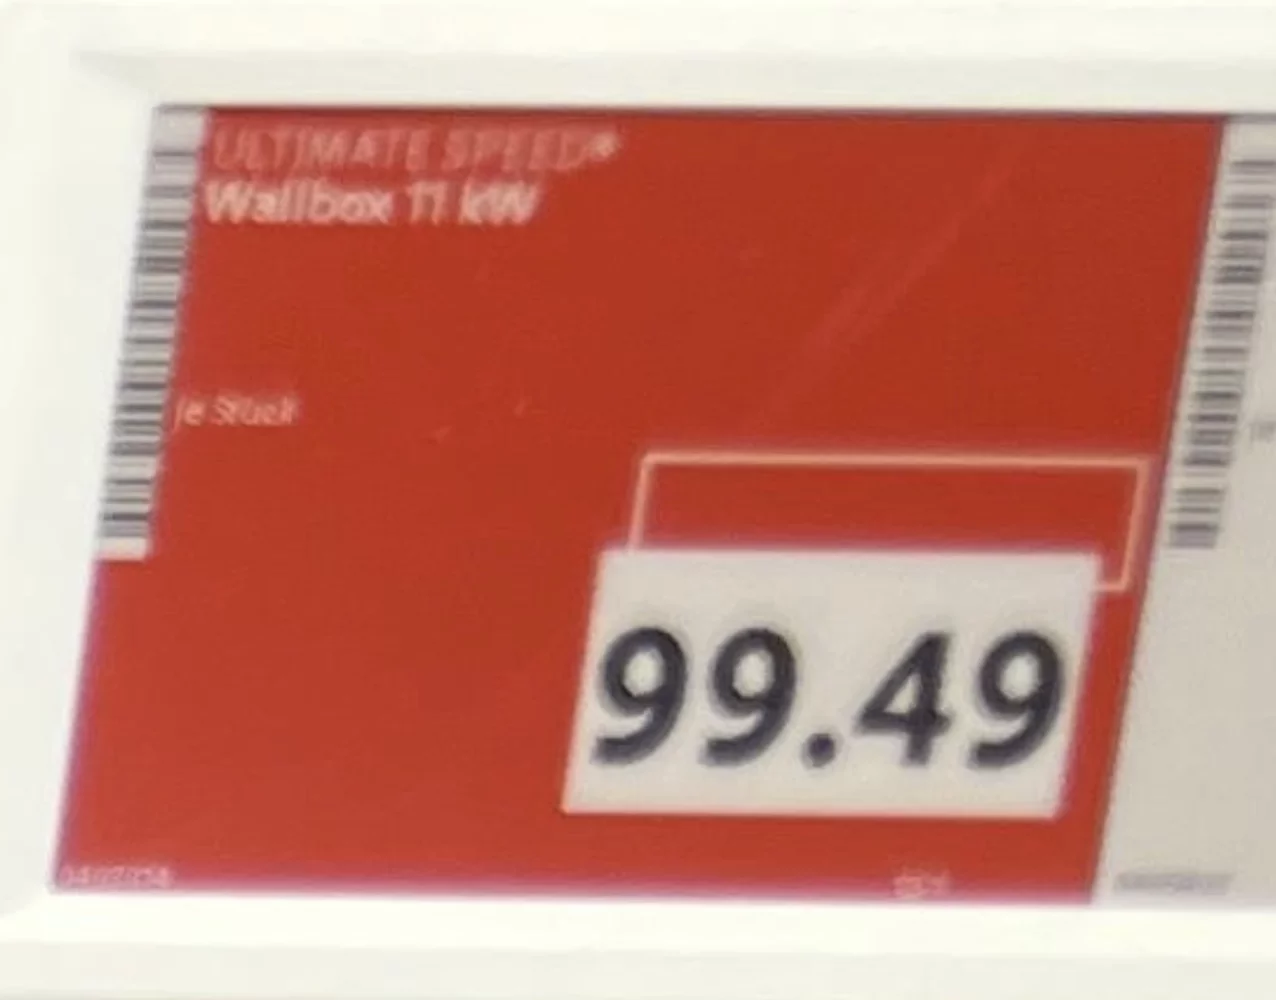 ULTIMATE SPEED®
Wallbox 11 kW
je Stück
99.49